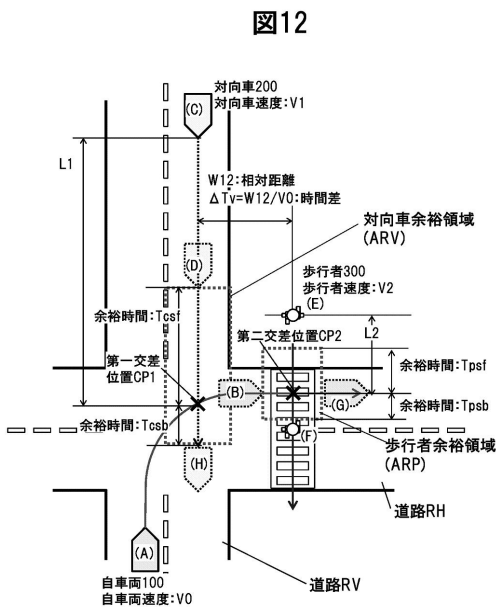 図12
(C)
対向車200
対向車速度:V1
L1
W12:相対距離
ΔTv=W12/V0:時間差
対向車余裕領域
(ARV)
(D)
歩行者300
歩行者速度:V2
(E)
余裕時間:Tcsf
L2
第二交差位置CP2
第一交差
位置CP1
余裕時間:Tpsf
(B)
(G)
余裕時間:Tpsb
余裕時間:Tcsb
(F)
歩行者余裕領域
(ARP)
(H)
道路RH
(A)
自車両100
自車両速度:V0
道路RV